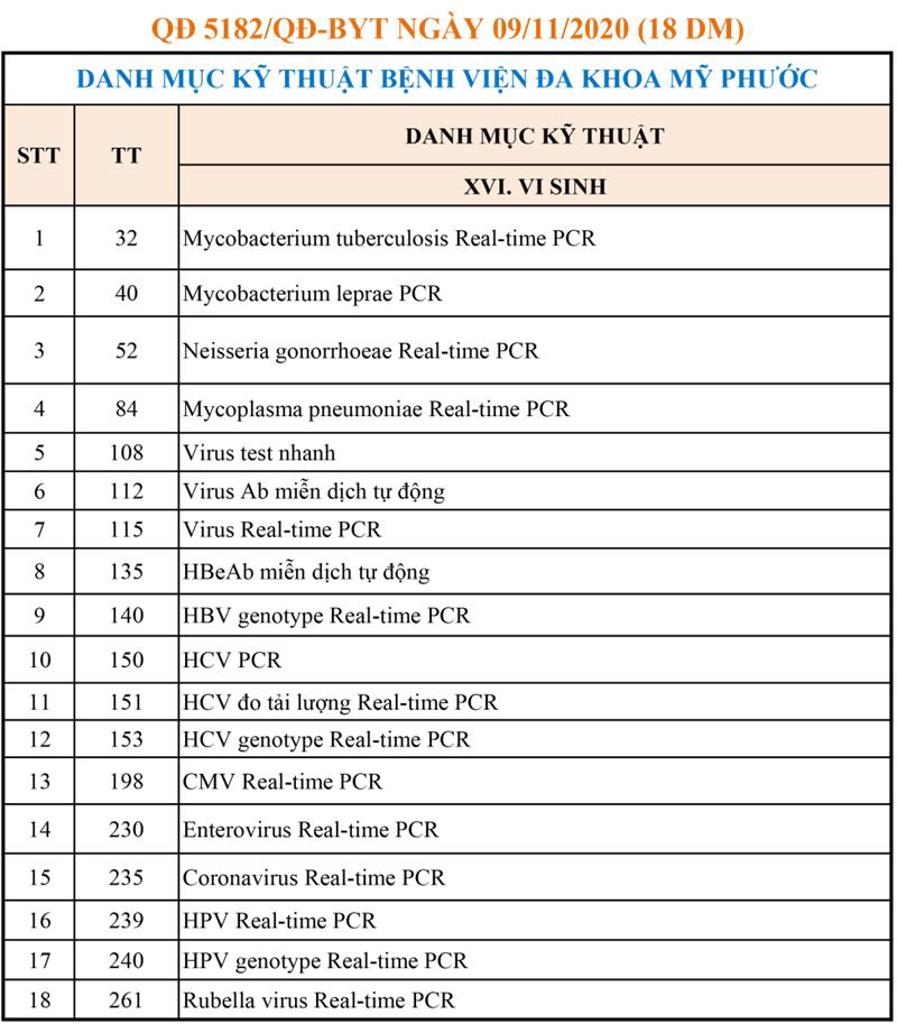 QĐ 5182/QĐ-BYT NGÀY 09/11/2020 (18 DM)
DANH MỤC KỸ THUẬT BỆNH VIỆN ĐA KHOA MỸ PHƯỚC
STT TT DANH MỤC KỸ THUẬT
XVI. VI SINH
1 32 Mycobacterium tuberculosis Real-time PCR
2 40 Mycobacterium leprae PCR
3 52 Neisseria gonorrhoeae Real-time PCR
4 84 Mycoplasma pneumoniae Real-time PCR
5 108 Virus test nhanh
6 112 Virus Ab miễn dịch tự động
7 115 Virus Real-time PCR
8 135 HBeAb miễn dịch tự động
9 140 HBV genotype Real-time PCR
10 150 HCV PCR
11 151 HCV đo tải lượng Real-time PCR
12 153 HCV genotype Real-time PCR
13 198 CMV Real-time PCR
14 230 Enterovirus Real-time PCR
15 235 Coronavirus Real-time PCR
16 239 HPV Real-time PCR
17 240 HPV genotype Real-time PCR
18 261 Rubella virus Real-time PCR